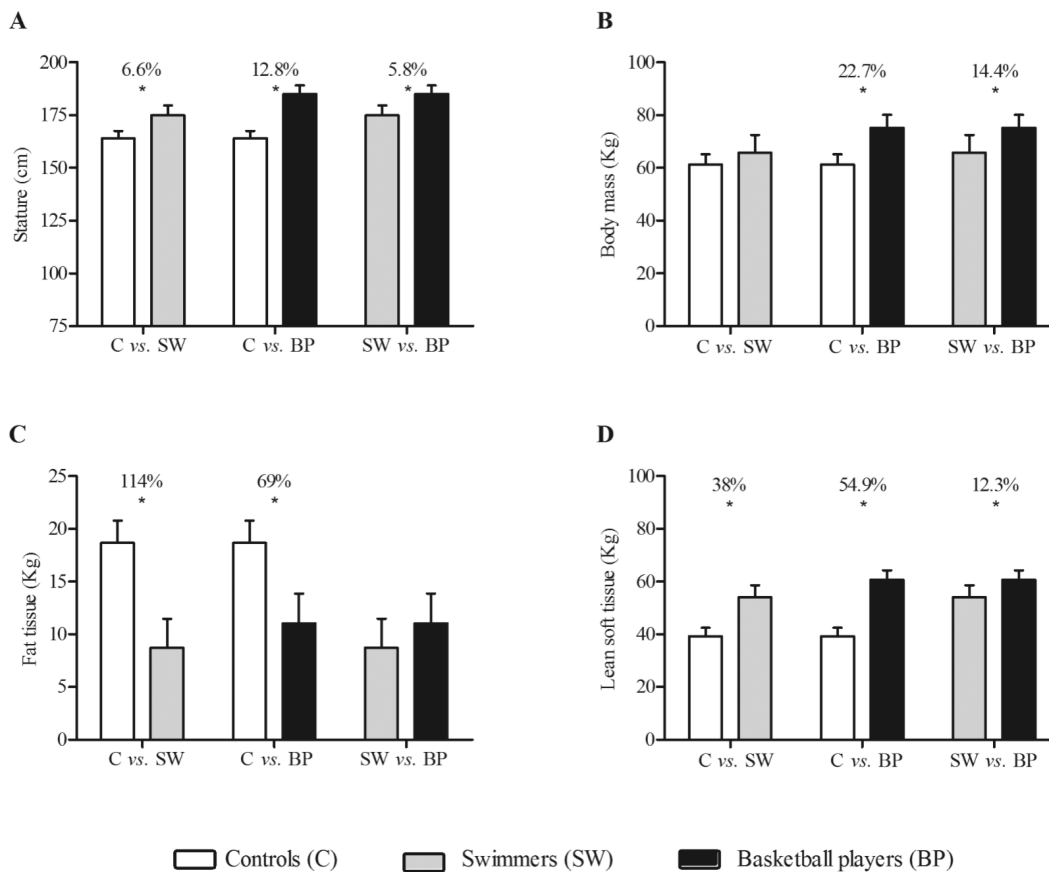 A
Stature (cm)
200
175
150
125
100
75
6.6%
*
12.8%
*
5.8%
*
C vs. SW
C vs. BP
SW vs. BP
B
Body mass (Kg)
100
80
60
40
20
0
22.7%
*
14.4%
*
C vs. SW
C vs. BP
SW vs. BP
C
Fat tissue (Kg)
25
20
15
10
5
0
114%
*
69%
*
C vs. SW
C vs. BP
SW vs. BP
D
Lean soft tissue (Kg)
100
80
60
40
20
0
38%
*
54.9%
*
12.3%
*
C vs. SW
C vs. BP
SW vs. BP
Controls (C)
Swimmers (SW)
Basketball players (BP)